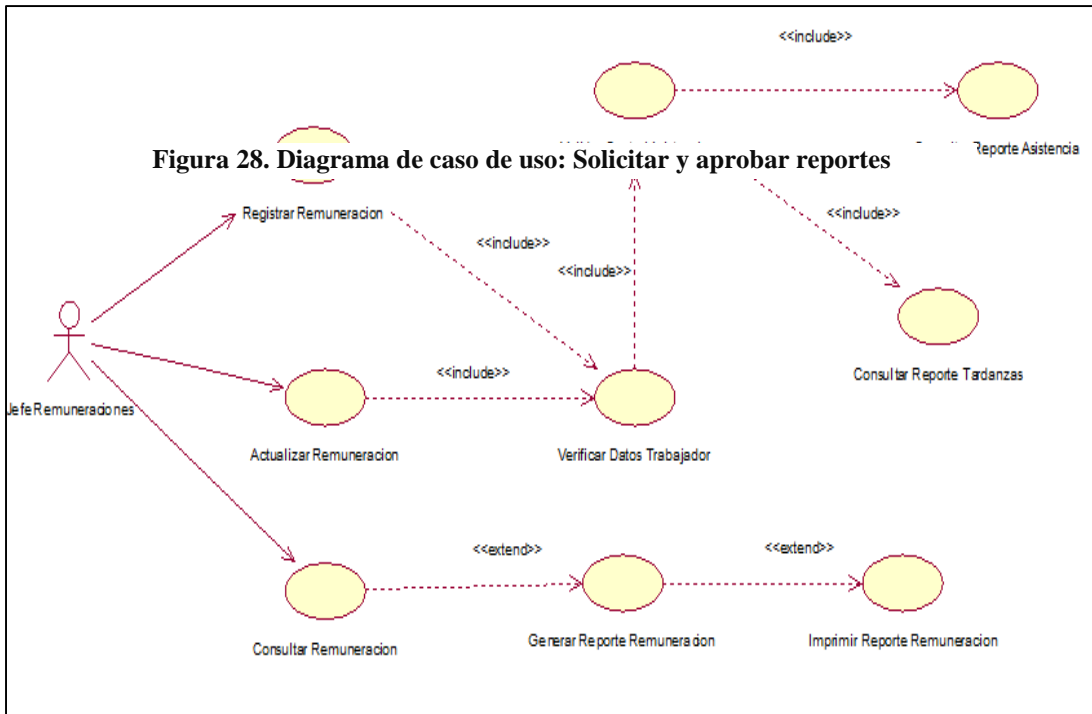 <<include>>
Figura 28. Diagrama de caso de uso: Solicitar y aprobar reportes
Reporte Asistencia
Registrar Remuneracion
<<include>>
<<include>>
<<include>>
Consultar Reporte Tardanzas
Jefe Remuneraciones
<<include>>
Actualizar Remuneracion
Verificar Datos Trabajador
<<extend>>
<<extend>>
Consultar Remuneracion
Generar Reporte Remuneracion
Imprimir Reporte Remuneracion